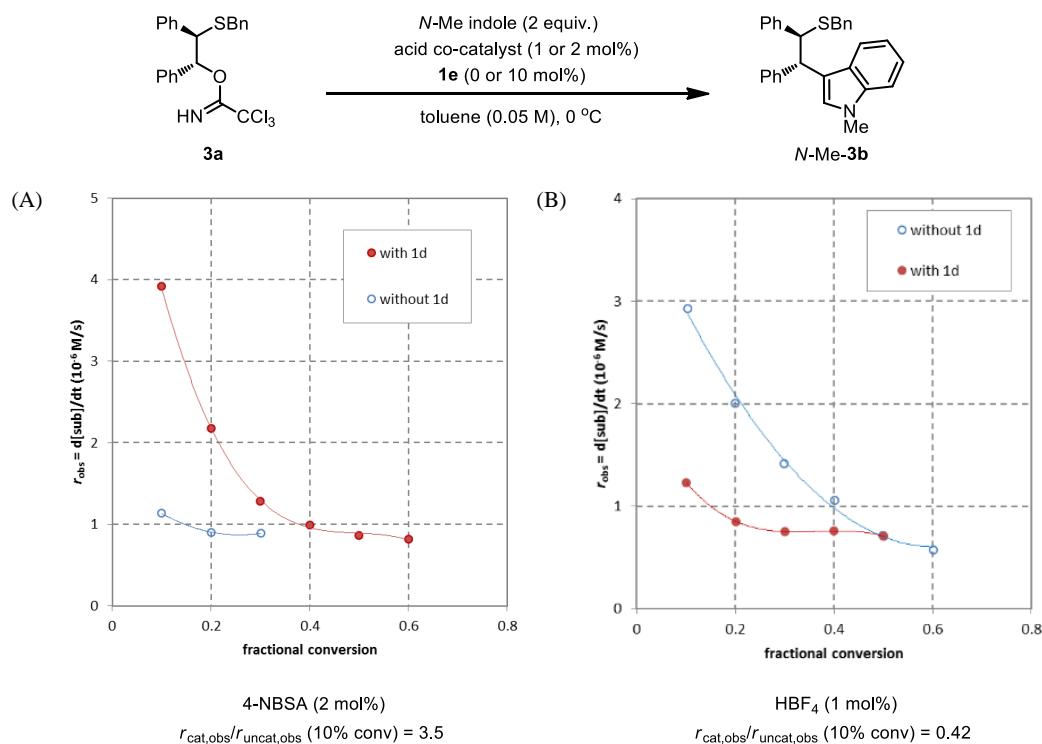 Ph
SBn
Ph
O
HN
CCl3
3a
N-Me indole (2 equiv.)
acid co-catalyst (1 or 2 mol%)
1e (0 or 10 mol%)
toluene (0.05 M), 0 °C
Ph
SBn
Ph
N
Me
N-Me-3b
(A)
5
4
3
2
1
0
0
0.2
0.4
0.6
0.8
robs = d[sub]/dt (10-6 M/s)
fractional conversion
with 1d
without 1d
4-NBSA (2 mol%)
rcat,obs/runcat,obs (10% conv) = 3.5
(B)
4
3
2
1
0
0
0.2
0.4
0.6
0.8
robs = d[sub]/dt (10-6 M/s)
fractional conversion
without 1d
with 1d
HBF4 (1 mol%)
rcat,obs/runcat,obs (10% conv) = 0.42